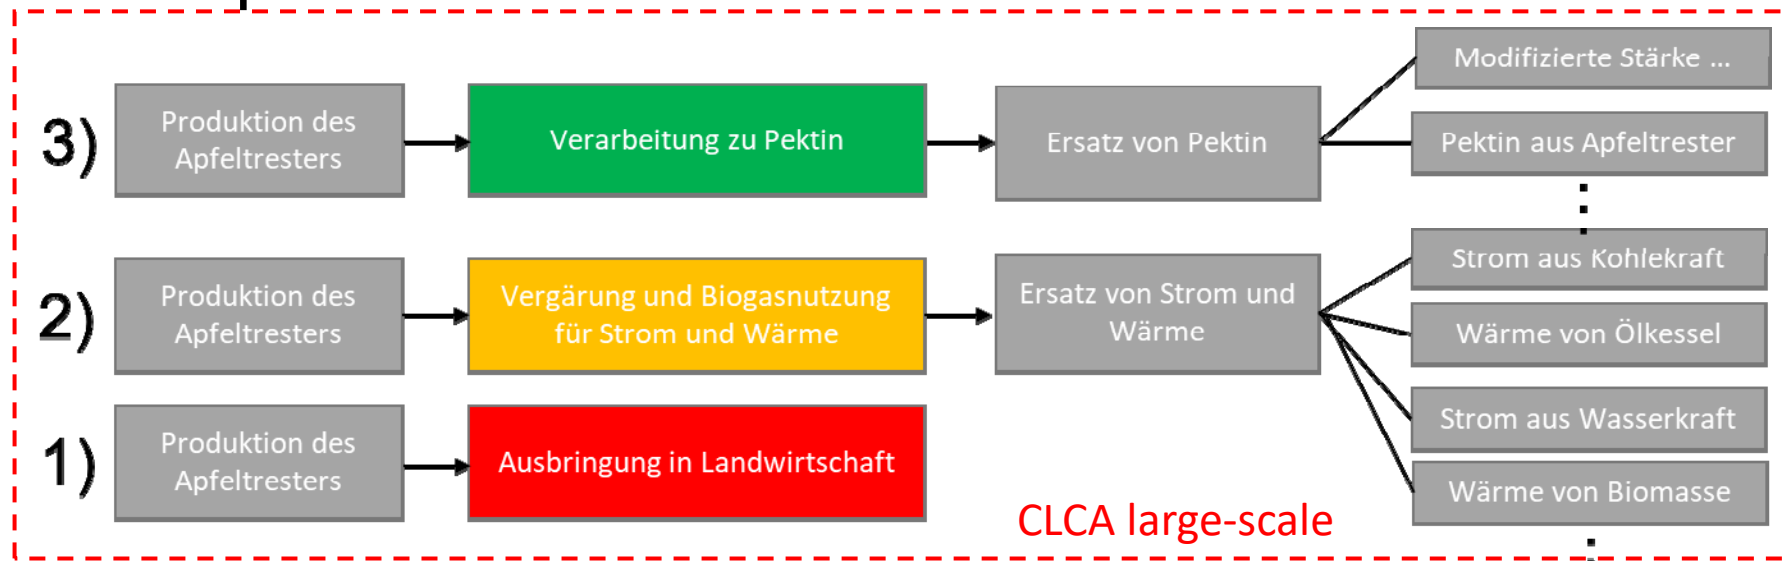 Modifizierte Stärke ...
3)
Produktion des
Apfeltresters
Verarbeitung zu Pektin
Ersatz von Pektin
Pektin aus Apfeltrester
2)
Produktion des
Apfeltresters
Vergärung und Biogasnutzung
für Strom und Wärme
Ersatz von Strom und
Wärme
Strom aus Kohlekraft
Wärme von Ölkessel
Strom aus Wasserkraft
Wärme von Biomasse
1)
Produktion des
Apfeltresters
Ausbringung in Landwirtschaft
CLCA large-scale